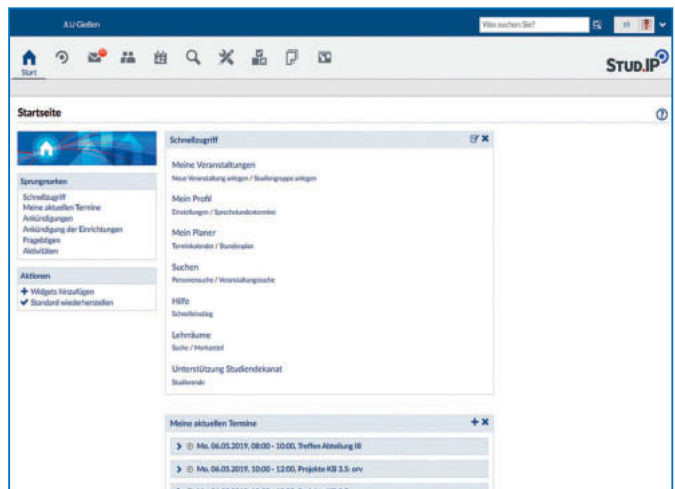 JLU Gießen
Was suchen Sie?
Start
STUD.IP
Startseite
Schnellzugriff
Meine Veranstaltungen
Neue Veranstaltung anlegen / Studiengruppe anlegen
Sprungmarken
Schnellzugriff
Meine aktuellen Termine
Ankündigungen
Ankündigung der Einrichtungen
Fragebögen
Aktivitäten
Mein Profil
Einstellungen / Sprechstundentermine
Mein Planer
Terminkalender / Stundenplan
Aktionen
Widgets hinzufügen
Standard wiederherstellen
Suchen
Personensuche / Veranstaltungssuche
Hilfe
Schnelleinstieg
Lehrräume
Suche / Merkzettel
Unterstützung Studiendekanat
Studierende
Meine aktuellen Termine
Mo. 06.05.2019, 08:00 - 10:00, Treffen Abteilung III
Mo. 06.05.2019, 10:00 - 12:00, Projekte KB 3.5: orv